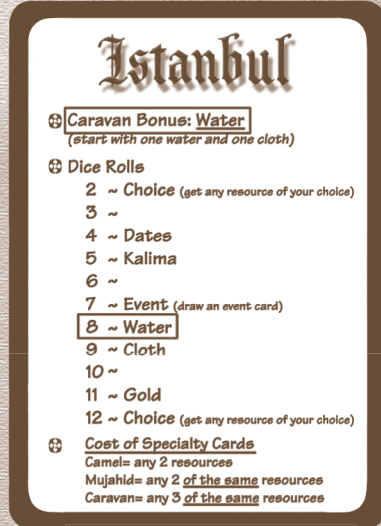 Istanbul
Caravan Bonus: Water
(start with one water and one cloth)
Dice Rolls
2 ~ Choice (get any resource of your choice)
3 ~
4 ~ Dates
5 ~ Kalima
6 ~
7 ~ Event (draw an event card)
8 ~ Water
9 ~ Cloth
10 ~
11 ~ Gold
12 ~ Choice (get any resource of your choice)
Cost of Specialty Cards
Camel= any 2 resources
Mujahid= any 2 of the same resources
Caravan= any 3 of the same resources